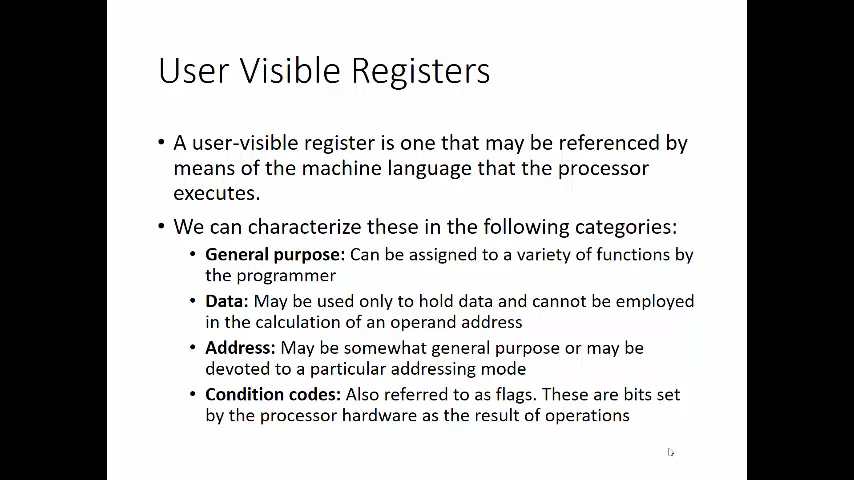 User Visible Registers
• A user-visible register is one that may be referenced by
means of the machine language that the processor
executes.
• We can characterize these in the following categories:
• General purpose: Can be assigned to a variety of functions by
the programmer
• Data: May be used only to hold data and cannot be employed
in the calculation of an operand address
• Address: May be somewhat general purpose or may be
devoted to a particular addressing mode
• Condition codes: Also referred to as flags. These are bits set
by the processor hardware as the result of operations